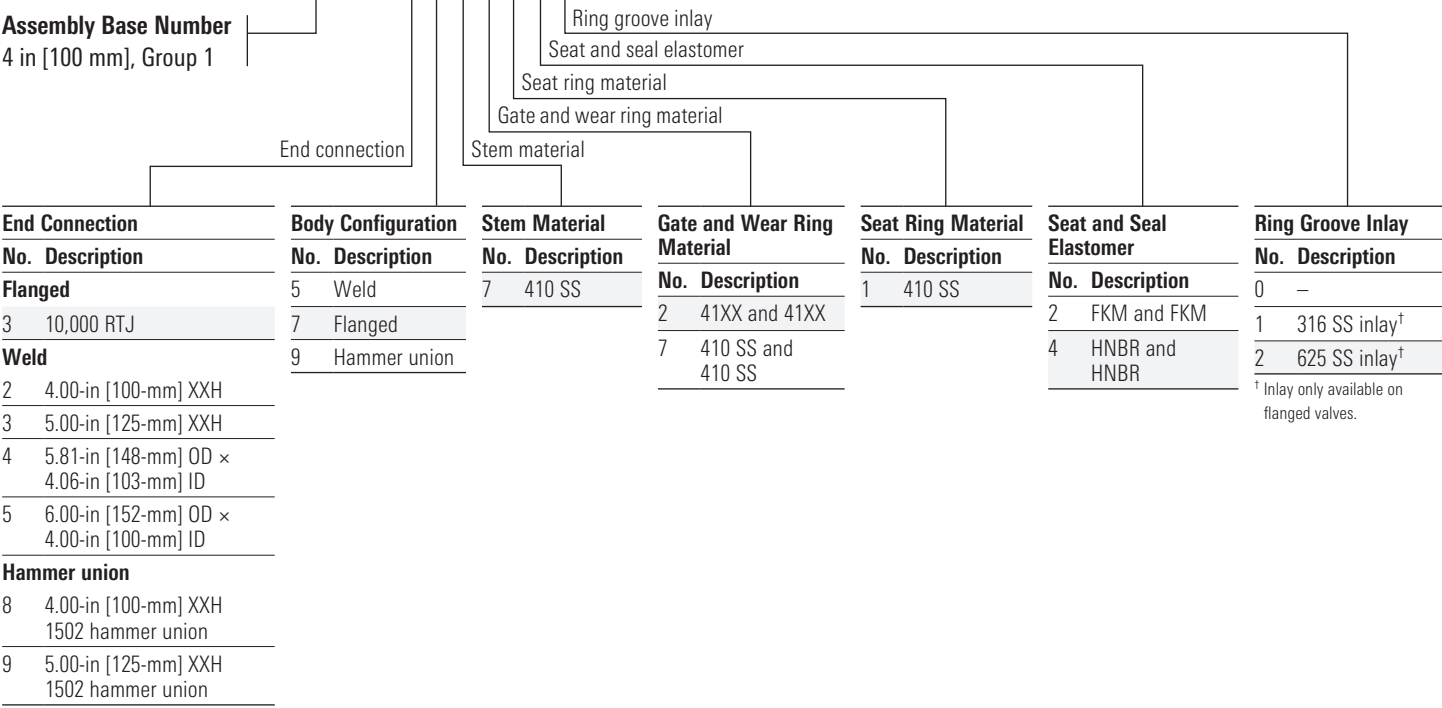 Assembly Base Number
4 in [100 mm], Group 1
Ring groove inlay
Seat and seal elastomer
Seat ring material
Gate and wear ring material
End connection
Stem material
End Connection
No. Description
Flanged
3 10,000 RTJ
Weld
2 4.00-in [100-mm] XXH
3 5.00-in [125-mm] XXH
4 5.81-in [148-mm] OD ×
4.06-in [103-mm] ID
5 6.00-in [152-mm] OD ×
4.00-in [100-mm] ID
Hammer union
8 4.00-in [100-mm] XXH
1502 hammer union
9 5.00-in [125-mm] XXH
1502 hammer union
Body Configuration
No. Description
5 Weld
7 Flanged
9 Hammer union
Stem Material
No. Description
7 410 SS
Gate and Wear Ring
Material
No. Description
2 41XX and 41XX
7 410 SS and
410 SS
Seat Ring Material
No. Description
1 410 SS
Seat and Seal
Elastomer
No. Description
2 FKM and FKM
4 HNBR and
HNBR
Ring Groove Inlay
No. Description
0 –
1 316 SS inlay†
2 625 SS inlay†
† Inlay only available on
flanged valves.